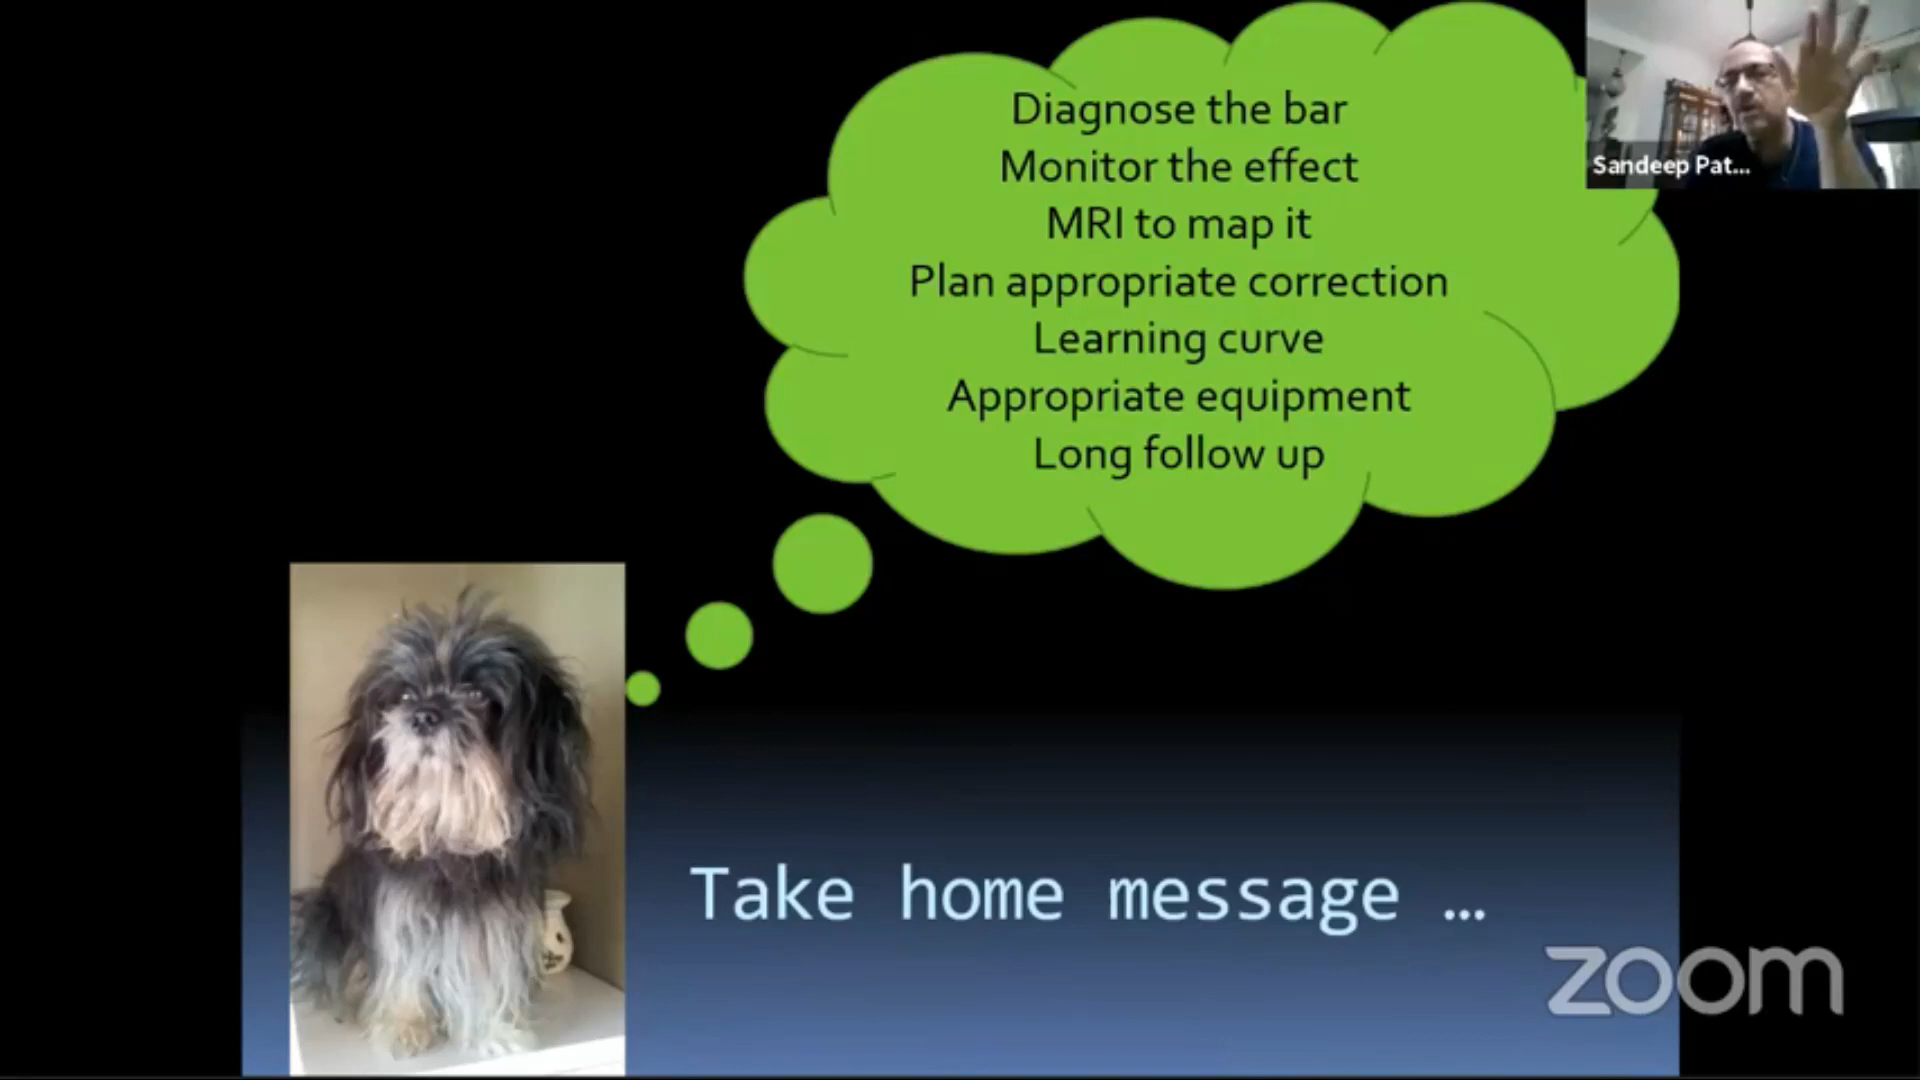 Diagnose the bar
Monitor the effect
MRI to map it
Plan appropriate correction
Learning curve
Appropriate equipment
Long follow up
Sandeep Pat...
Take home message ...
zoom